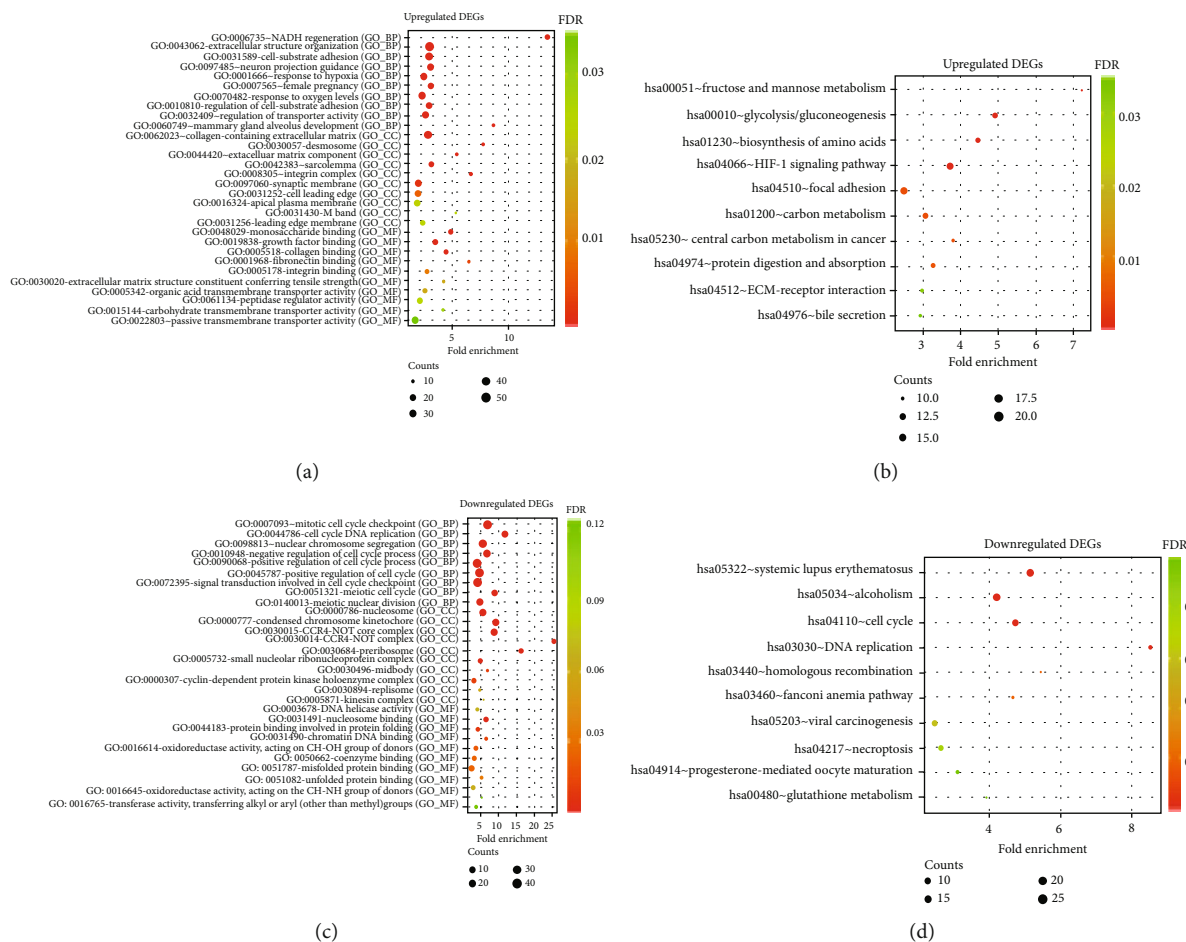 Upregulated DEGs
FDR
GO:0006735~NADH regeneration (GO_BP)
GO:0043062-extracellular structure organization (GO_BP)
GO:0031589-cell-substrate adhesion (GO_BP)
GO:0097485~neuron projection guidance (GO_BP)
GO:0001666~response to hypoxia (GO_BP)
GO:0007565~female pregnancy (GO_BP)
GO:0070482-response to oxygen levels (GO_BP)
GO:0010810-regulation of cell-substrate adhesion (GO_BP)
GO:0032409~regulation of transporter activity (GO_BP)
GO:0060749~mammary gland alveolus development (GO_BP)
GO:0062023~collagen-containing extracellular matrix (GO_CC)
GO:0030057-desmosome (GO_CC)
GO:0044420~extacelluar matrix component (GO_CC)
GO:0042383~sarcolemma (GO_CC)
GO:0008305~integrin complex (GO_CC)
GO:0097060-synaptic membrane (GO_CC)
GO:0031252-cell leading edge (GO_CC)
GO:0016324-apical plasma membrane (GO_CC)
GO:0031430-M band (GO_CC)
GO:0031256-leading edge membrane (GO_CC)
GO:0048029-monosaccharide binding (GO_MF)
GO:0019838-growth factor binding (GO_MF)
GO:0005518-collagen binding (GO_MF)
GO:0001968-fibronectin binding (GO_MF)
GO:0005178-integrin binding (GO_MF)
GO:0030020-extracellular matrix structure constituent conferring tensile strength(GO_MF)
GO:0005342-organic acid transmembrane transporter activity (GO_MF)
GO:0061134-peptidase regulator activity (GO_MF)
GO:0015144-carbohydrate transmembrane transporter activity (GO_MF)
GO:0022803~passive transmembrane transporter activity (GO_MF)
0.03
0.02
0.01
5
10
Fold enrichment
Counts
10
20
30
40
50
(a)
Upregulated DEGs
FDR
hsa00051~fructose and mannose metabolism
hsa00010~glycolysis/gluconeogenesis
hsa01230~biosynthesis of amino acids
hsa04066~HIF-1 signaling pathway
hsa04510~focal adhesion
hsa01200~carbon metabolism
hsa05230~ central carbon metabolism in cancer
hsa04974~protein digestion and absorption
hsa04512~ECM-receptor interaction
hsa04976~bile secretion
0.03
0.02
0.01
3 4 5 6 7
Fold enrichment
Counts
10.0
12.5
15.0
17.5
20.0
(b)
Downregulated DEGs
FDR
GO:0007093~mitotic cell cycle checkpoint (GO_BP)
GO:0044786-cell cycle DNA replication (GO_BP)
GO:0098813~nuclear chromosome segregation (GO_BP)
GO:0010948-negative regulation of cell cycle process (GO_BP)
GO:0090068-positive regulation of cell cycle process (GO_BP)
GO:0045787-positive regulation of cell cycle (GO_BP)
GO:0072395-signal transduction involved in cell cycle checkpoint (GO_BP)
GO:0051321-meiotic cell cycle (GO_BP)
GO:0140013~meiotic nuclear division (GO_BP)
GO:0000786-nucleosome (GO_CC)
GO:0000777-condensed chromosome kinetochore (GO_CC)
GO:0030015-CCR4-NOT core complex (GO_CC)
GO:0030014-CCR4-NOT complex (GO_CC)
GO:0030684-preribosome (GO_CC)
GO:0005732-small nucleolar ribonucleoprotein complex (GO_CC)
GO:0030496-midbody (GO_CC)
GO:0000307-cyclin-dependent protein kinase holoenzyme complex (GO_CC)
GO:0030894-replisome (GO_CC)
GO:0005871-kinesin complex (GO_CC)
GO:0003678-DNA helicase activity (GO_MF)
GO:0031491-nucleosome binding (GO_MF)
GO:0044183-protein binding involved in protein folding (GO_MF)
GO:0031490-chromatin DNA binding (GO_MF)
GO:0016614-oxidoreductase activity, acting on CH-OH group of donors (GO_MF)
GO: 0050662-coenzyme binding (GO_MF)
GO: 0051787-misfolded protein binding (GO_MF)
GO: 0051082-unfolded protein binding (GO_MF)
GO: 0016645-oxidoreductase activity, acting on the CH-NH group of donors (GO_MF)
GO: 0016765-transferase activity, transferring alkyl or aryl (other than methyl)groups (GO_MF)
0.12
0.09
0.06
0.03
5 10 15 20 25
Fold enrichment
Counts
10
20
30
40
(c)
Downregulated DEGs
FDR
hsa05322~systemic lupus erythematosus
hsa05034~alcoholism
hsa04110~cell cycle
hsa03030~DNA replication
hsa03440~homologous recombination
hsa03460~fanconi anemia pathway
hsa05203~viral carcinogenesis
hsa04217~necroptosis
hsa04914~progesterone-mediated oocyte maturation
hsa00480~glutathione metabolism
4 6 8
Fold enrichment
Counts
10
15
20
25
(d)